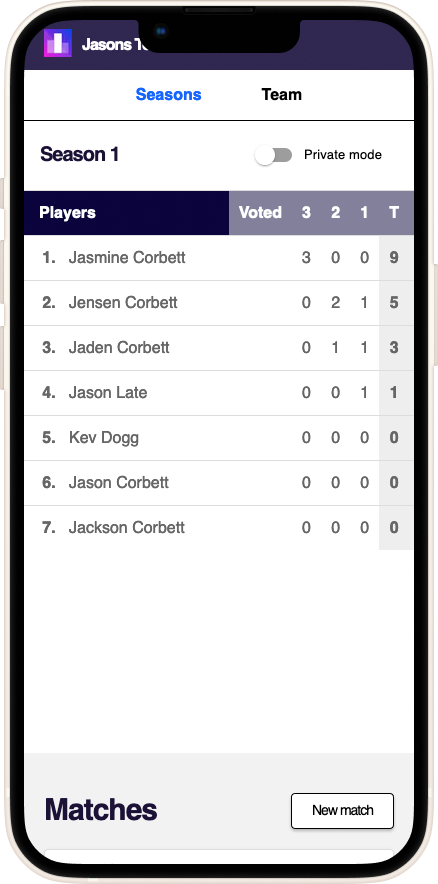 Jasons
Seasons Team
Season 1 Private mode
Players Voted 3 2 1 T
1. Jasmine Corbett 3 0 0 9
2. Jensen Corbett 0 2 1 5
3. Jaden Corbett 0 1 1 3
4. Jason Late 0 0 1 1
5. Kev Dogg 0 0 0 0
6. Jason Corbett 0 0 0 0
7. Jackson Corbett 0 0 0 0
Matches New match